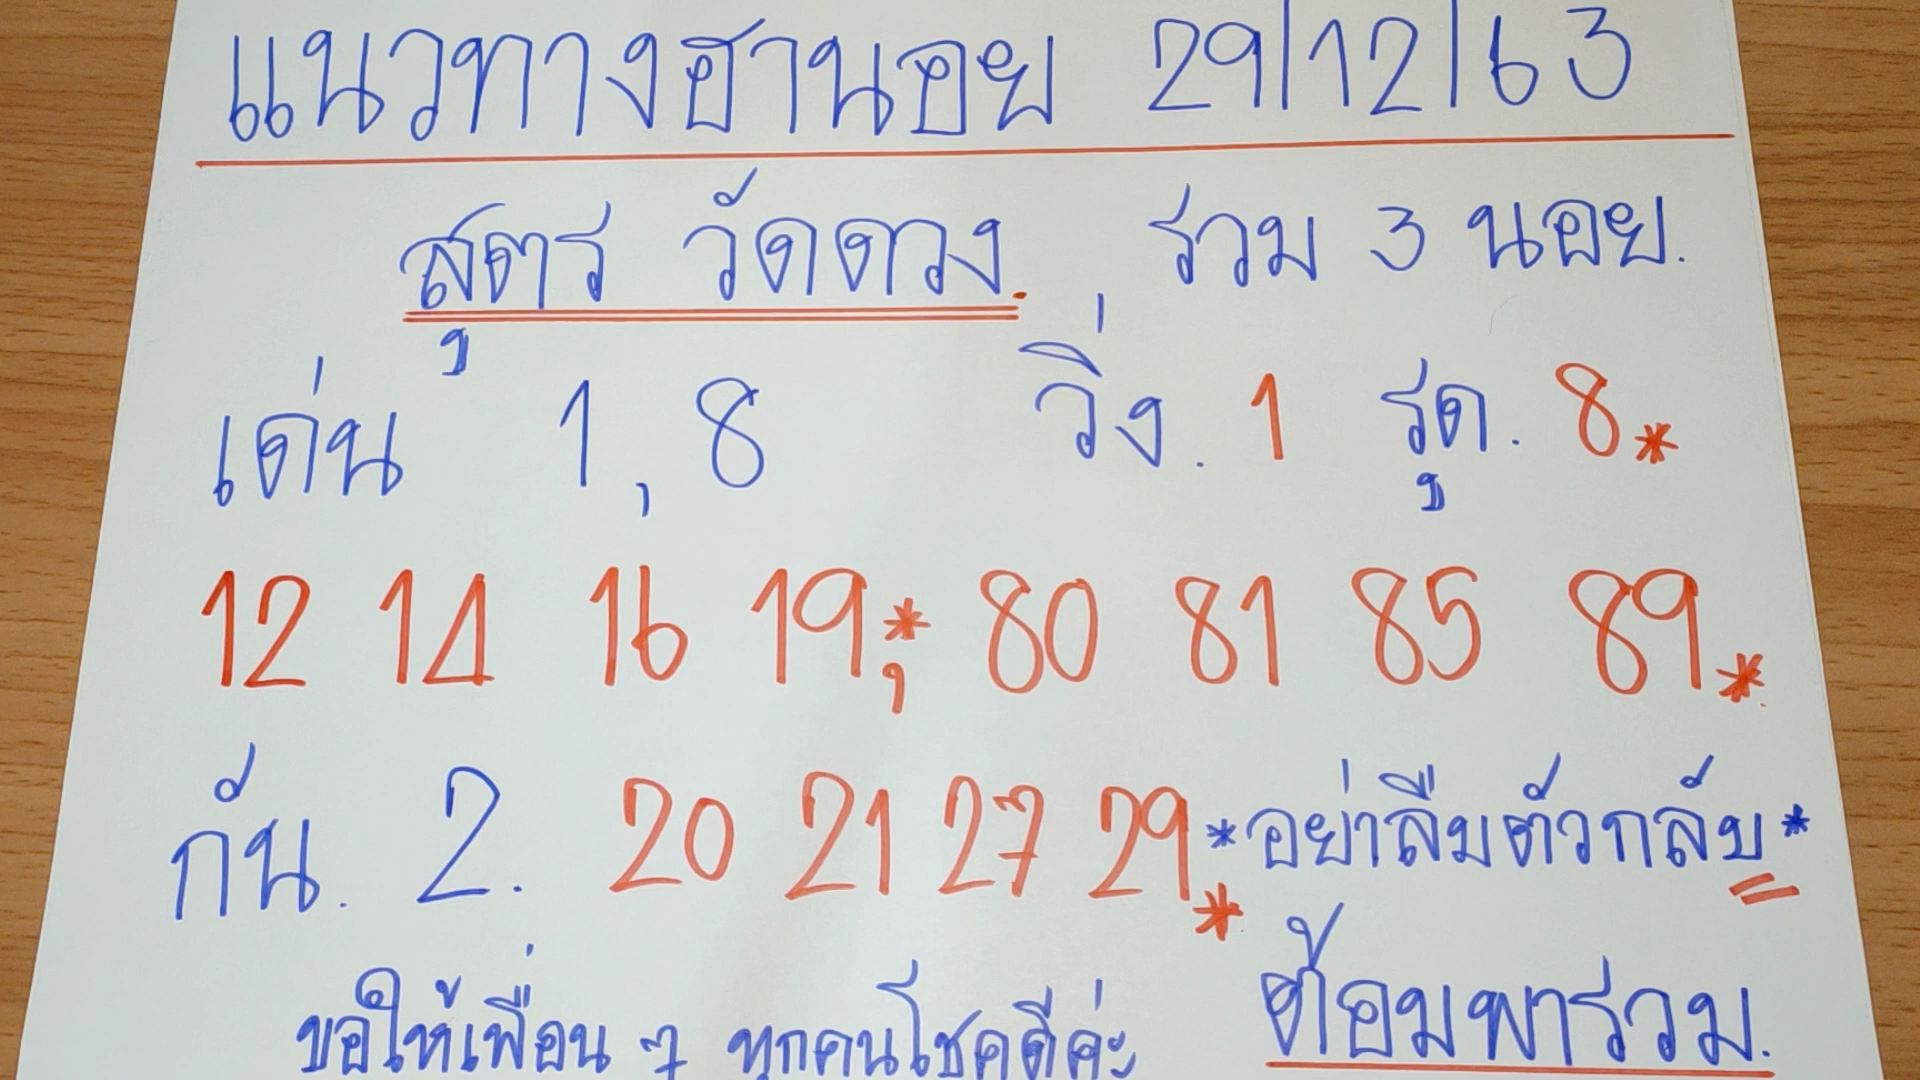 แนวทางฮานอย 29/12/63
สูตร วัดดวง. รวม 3 นอย.
เด่น 1, 8 วิ่ง. 1 รูด. 8*
12 14 16 19*, 80 81 85 89*
กัน. 2. 20 21 27 29* *อย่าลืมตัวกลับ*
ขอให้เพื่อน ๆ ทุกคนโชคดีค่ะ ต้อมพารวม.